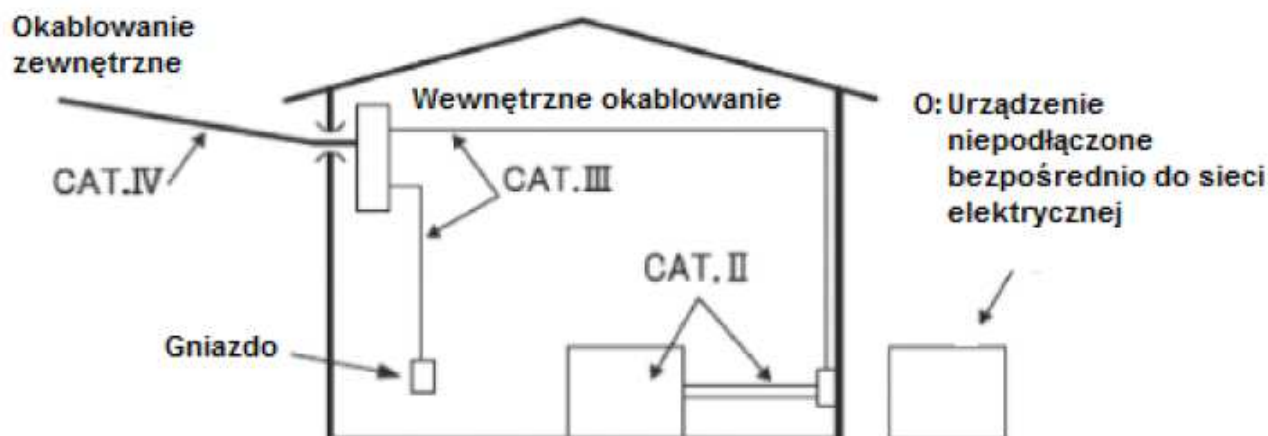 Okablowanie
zewnętrzne
Wewnętrzne okablowanie
O: Urządzenie
niepodłączone
bezpośrednio do sieci
elektrycznej
CAT.IV
CAT.III
CAT.II
Gniazdo